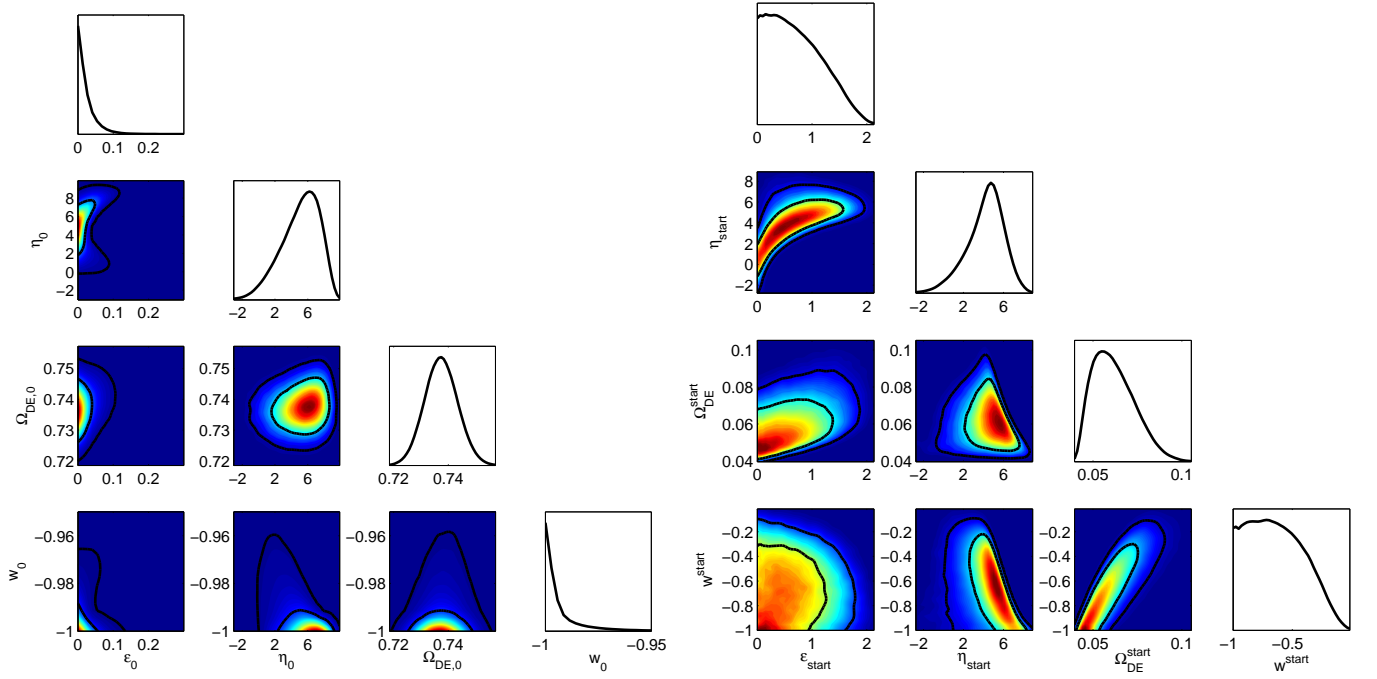 0 0.1 0.2
0 1 2
8
6
4
2
0
−2
η0
0 0.1 0.2
−2 2 6
8
6
4
2
0
−2
ηstart
0 1 2
−2 2 6
0.75
0.74
0.73
0.72
ΩDE,0
0 0.1 0.2
0.75
0.74
0.73
0.72
−2 2 6
0.72 0.74
0.1
0.08
0.06
0.04
ΩDEstart
0 1 2
0.1
0.08
0.06
0.04
−2 2 6
0.05 0.1
−0.96
−0.98
−1
w0
0 0.1 0.2
ε0
−0.96
−0.98
−1
−2 2 6
η0
−0.96
−0.98
−1
0.72 0.74
ΩDE,0
−1 −0.95
w0
−0.2
−0.4
−0.6
−0.8
−1
wstart
0 1 2
εstart
−0.2
−0.4
−0.6
−0.8
−1
−2 2 6
ηstart
−0.2
−0.4
−0.6
−0.8
−1
0.05 0.1
ΩDEstart
−1 −0.5
wstart